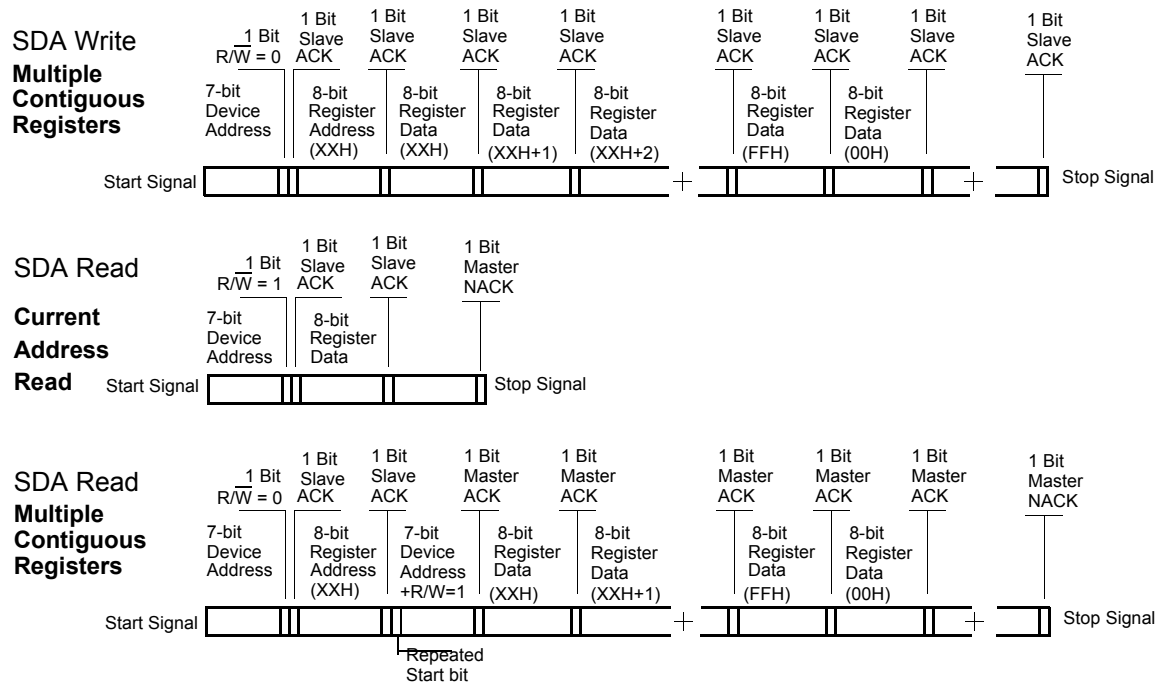 SDA Write
Multiple
Contiguous
Registers
1 Bit
R/W = 0
1 Bit
Slave
ACK
1 Bit
Slave
ACK
1 Bit
Slave
ACK
1 Bit
Slave
ACK
1 Bit
Slave
ACK
1 Bit
Slave
ACK
1 Bit
Slave
ACK
1 Bit
Slave
ACK
7-bit
Device
Address
8-bit
Register
Address
(XXH)
8-bit
Register
Data
(XXH)
8-bit
Register
Data
(XXH+1)
8-bit
Register
Data
(XXH+2)
8-bit
Register
Data
(FFH)
8-bit
Register
Data
(00H)
Start Signal
Stop Signal
SDA Read
Current
Address
Read
1 Bit
R/W = 1
1 Bit
Slave
ACK
1 Bit
Slave
ACK
1 Bit
Master
NACK
7-bit
Device
Address
8-bit
Register
Data
Start Signal
Stop Signal
SDA Read
Multiple
Contiguous
Registers
1 Bit
R/W = 0
1 Bit
Slave
ACK
1 Bit
Slave
ACK
1 Bit
Master
ACK
1 Bit
Master
ACK
1 Bit
Master
ACK
1 Bit
Master
ACK
1 Bit
Master
ACK
1 Bit
Master
NACK
7-bit
Device
Address
8-bit
Register
Address
(XXH)
7-bit
Device
Address
+R/W=1
8-bit
Register
Data
(XXH)
8-bit
Register
Data
(XXH+1)
8-bit
Register
Data
(FFH)
8-bit
Register
Data
(00H)
Start Signal
Stop Signal
Repeated
Start bit